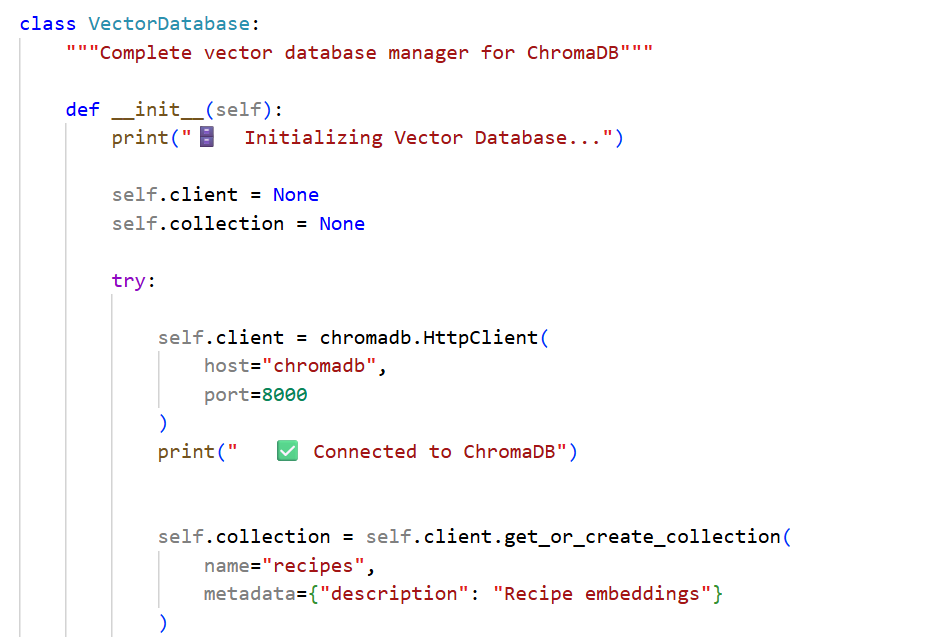 class VectorDatabase:
    """Complete vector database manager for ChromaDB"""
    def __init__(self):
        print("🗄️  Initializing Vector Database...")
        self.client = None
        self.collection = None
        try:
            self.client = chromadb.HttpClient(
                host="chromadb",
                port=8000
            )
            print("   ✅ Connected to ChromaDB")
            self.collection = self.client.get_or_create_collection(
                name="recipes",
                metadata={"description": "Recipe embeddings"}
            )